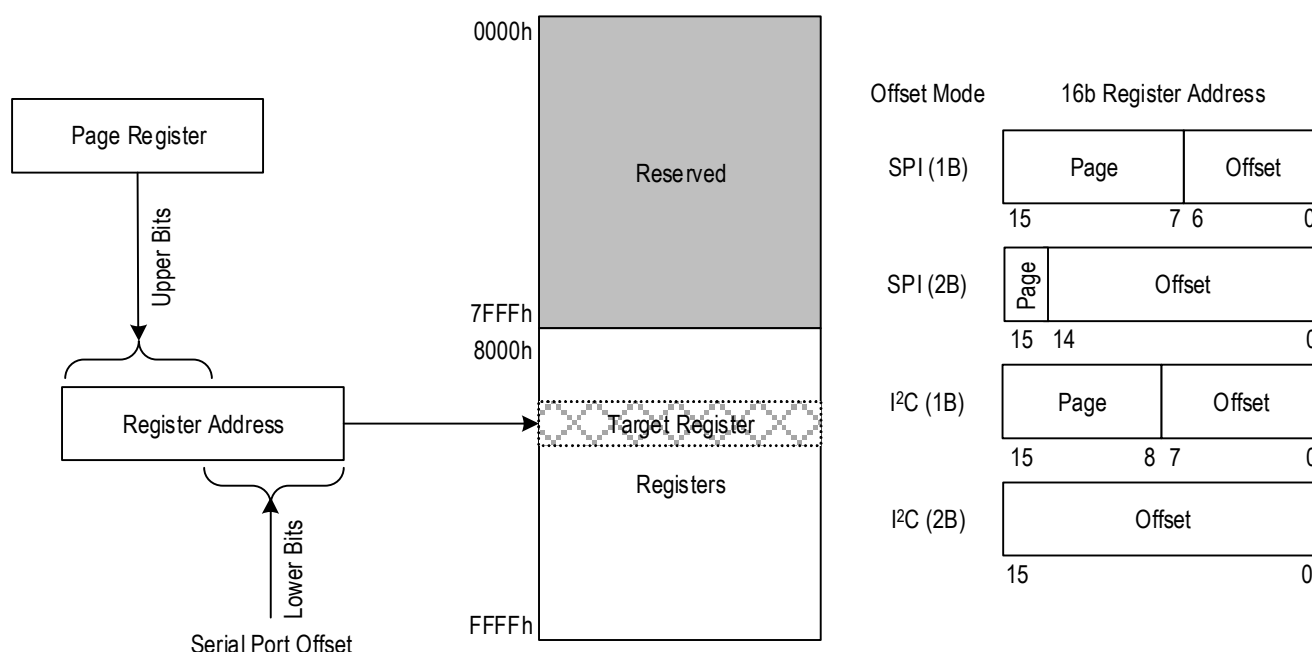 Page Register
Upper Bits
Register Address
Lower Bits
Serial Port Offset
0000h
Reserved
7FFFh
8000h
Target Register
Registers
FFFFh
Offset Mode 16b Register Address
SPI (1B) Page Offset
15 7 6 0
SPI (2B) Page Offset
15 14 0
I²C (1B) Page Offset
15 8 7 0
I²C (2B) Offset
15 0